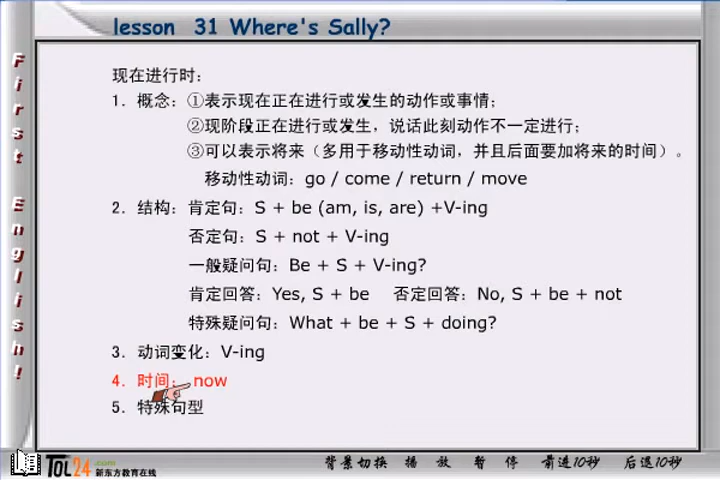 lesson 31 Where's Sally?
First English!
现在进行时：
1．概念：①表示现在正在进行或发生的动作或事情；
②现阶段正在进行或发生，说话此刻动作不一定进行；
③可以表示将来（多用于移动性动词，并且后面要加将来的时间）。
移动性动词：go / come / return / move
2．结构：肯定句：S + be (am, is, are) +V-ing
否定句：S + not + V-ing
一般疑问句：Be + S + V-ing?
肯定回答：Yes, S + be 否定回答：No, S + be + not
特殊疑问句：What + be + S + doing?
3．动词变化：V-ing
4．时间： now
5．特殊句型
TOL24.com
新东方教育在线
背景切换 播放 暂停 前进10秒 后退10秒